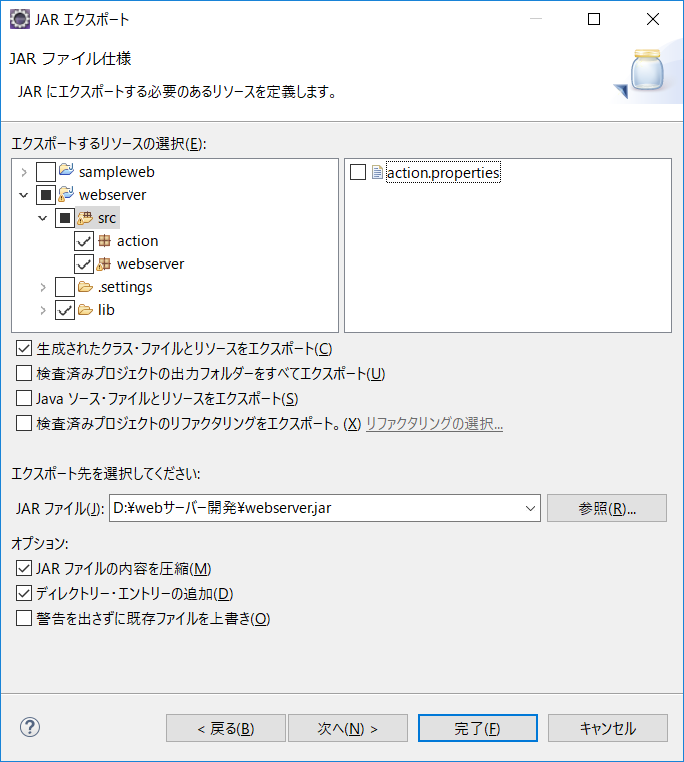 JAR エクスポート
JAR ファイル仕様
JAR にエクスポートする必要のあるリソースを定義します。
エクスポートするリソースの選択(E):
sampleweb
action.properties
webserver
src
action
webserver
.settings
lib
生成されたクラス・ファイルとリソースをエクスポート(C)
検査済みプロジェクトの出力フォルダーをすべてエクスポート(U)
Java ソース・ファイルとリソースをエクスポート(S)
検査済みプロジェクトのリファクタリングをエクスポート。(X) リファクタリングの選択...
エクスポート先を選択してください:
JAR ファイル(J): D:¥webサーバー開発¥webserver.jar 参照(R)...
オプション:
JAR ファイルの内容を圧縮(M)
ディレクトリー・エントリーの追加(D)
警告を出さずに既存ファイルを上書き(O)
? < 戻る(B) 次へ(N) > 完了(F) キャンセル